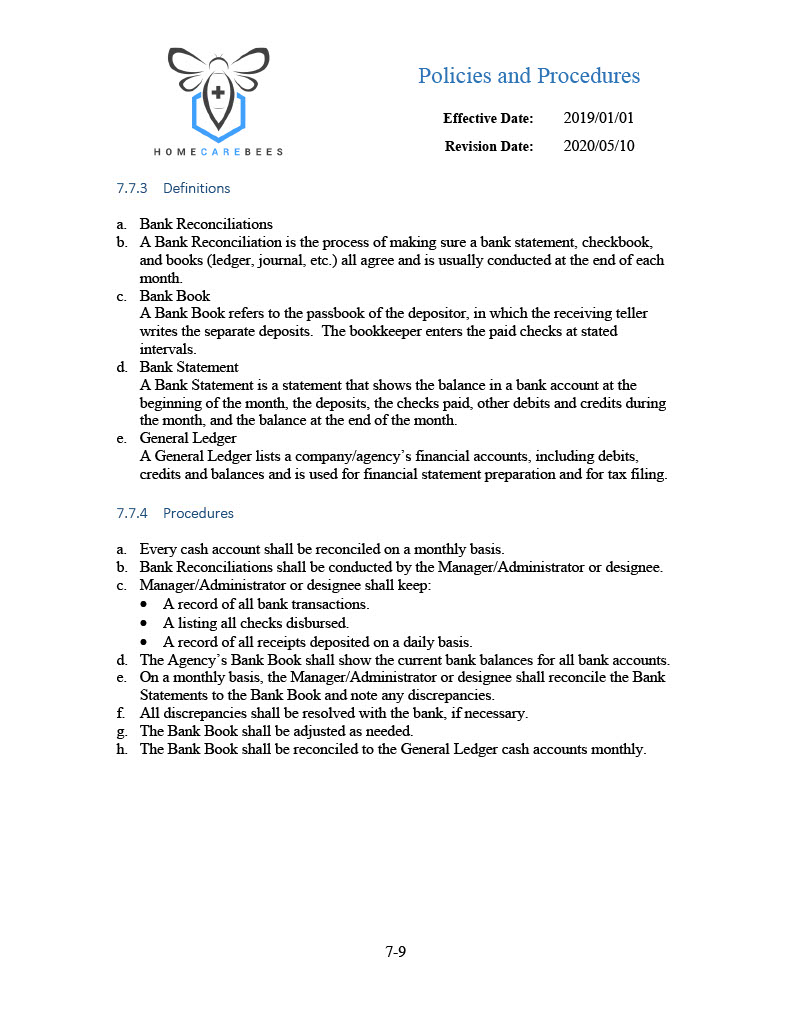 Policies and Procedures
Effective Date: 2019/01/01
Revision Date: 2020/05/10
HOMECAREBEES
7.7.3 Definitions
a. Bank Reconciliations
b. A Bank Reconciliation is the process of making sure a bank statement, checkbook,
and books (ledger, journal, etc.) all agree and is usually conducted at the end of each
month.
c. Bank Book
A Bank Book refers to the passbook of the depositor, in which the receiving teller
writes the separate deposits. The bookkeeper enters the paid checks at stated
intervals.
d. Bank Statement
A Bank Statement is a statement that shows the balance in a bank account at the
beginning of the month, the deposits, the checks paid, other debits and credits during
the month, and the balance at the end of the month.
e. General Ledger
A General Ledger lists a company/agency’s financial accounts, including debits,
credits and balances and is used for financial statement preparation and for tax filing.
7.7.4 Procedures
a. Every cash account shall be reconciled on a monthly basis.
b. Bank Reconciliations shall be conducted by the Manager/Administrator or designee.
c. Manager/Administrator or designee shall keep:
• A record of all bank transactions.
• A listing all checks disbursed.
• A record of all receipts deposited on a daily basis.
d. The Agency’s Bank Book shall show the current bank balances for all bank accounts.
e. On a monthly basis, the Manager/Administrator or designee shall reconcile the Bank
Statements to the Bank Book and note any discrepancies.
f. All discrepancies shall be resolved with the bank, if necessary.
g. The Bank Book shall be adjusted as needed.
h. The Bank Book shall be reconciled to the General Ledger cash accounts monthly.
7-9